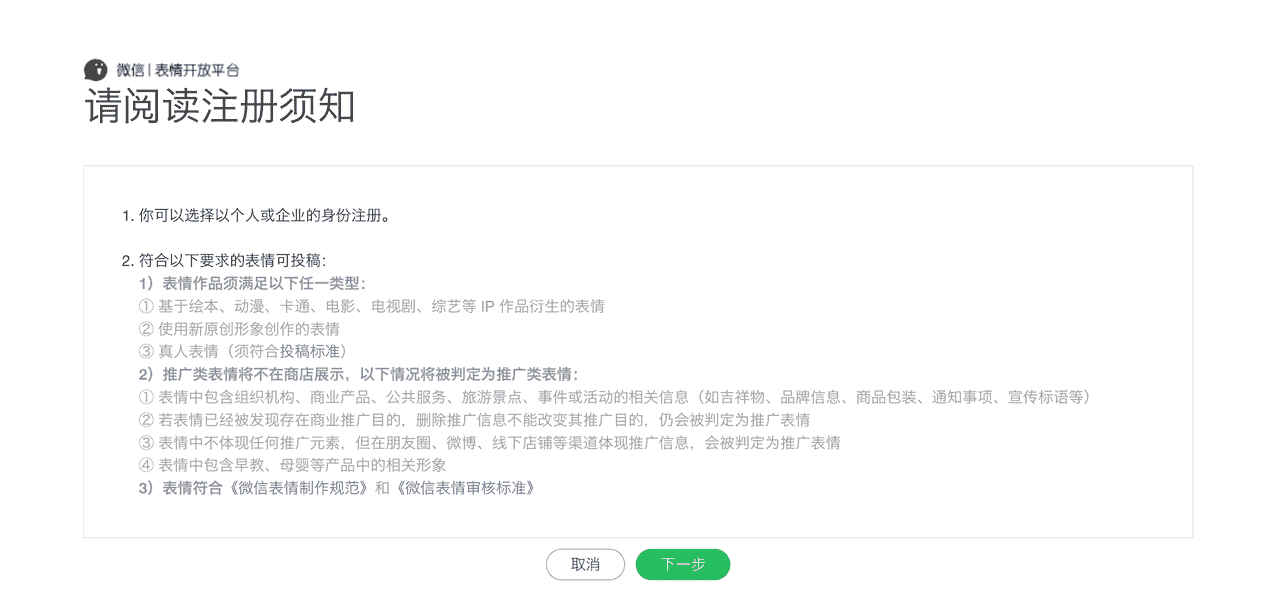 微信 | 表情开放平台
请阅读注册须知
1. 你可以选择以个人或企业的身份注册。
2. 符合以下要求的表情可投稿：
1）表情作品须满足以下任一类型：
① 基于绘本、动漫、卡通、电影、电视剧、综艺等 IP 作品衍生的表情
② 使用新原创形象创作的表情
③ 真人表情（须符合投稿标准）
2）推广类表情将不在商店展示，以下情况将被判定为推广类表情：
① 表情中包含组织机构、商业产品、公共服务、旅游景点、事件或活动的相关信息（如吉祥物、品牌信息、商品包装、通知事项、宣传标语等）
② 若表情已经被发现存在商业推广目的，删除推广信息不能改变其推广目的，仍会被判定为推广表情
③ 表情中不体现任何推广元素，但在朋友圈、微博、线下店铺等渠道体现推广信息，会被判定为推广表情
④ 表情中包含早教、母婴等产品中的相关形象
3）表情符合《微信表情制作规范》和《微信表情审核标准》
取消 下一步